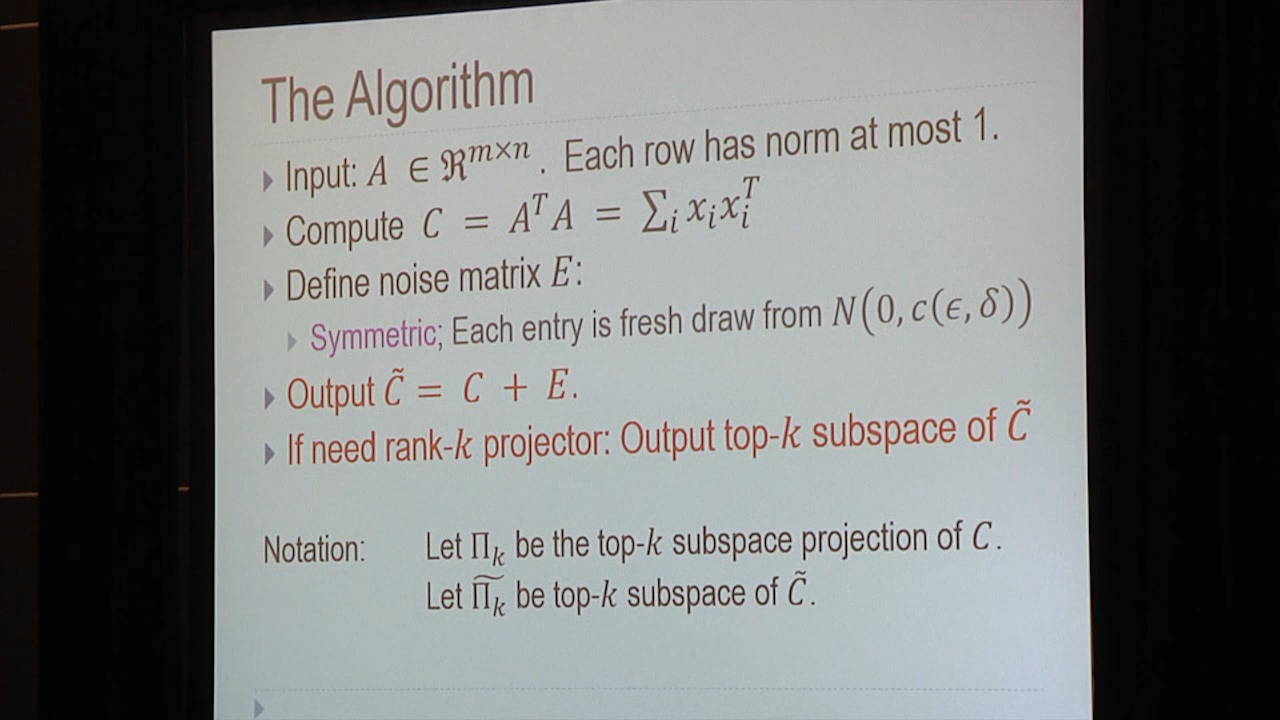 The Algorithm
Input: A ∈ ℜ^{m×n}. Each row has norm at most 1.
Compute C = A^T A = ∑_i x_i x_i^T
Define noise matrix E:
Symmetric; Each entry is fresh draw from N(0, c(ϵ, δ))
Output C̃ = C + E.
If need rank-k projector: Output top-k subspace of C̃
Notation: Let Π_k be the top-k subspace projection of C.
Let Π̃_k be top-k subspace of C̃.